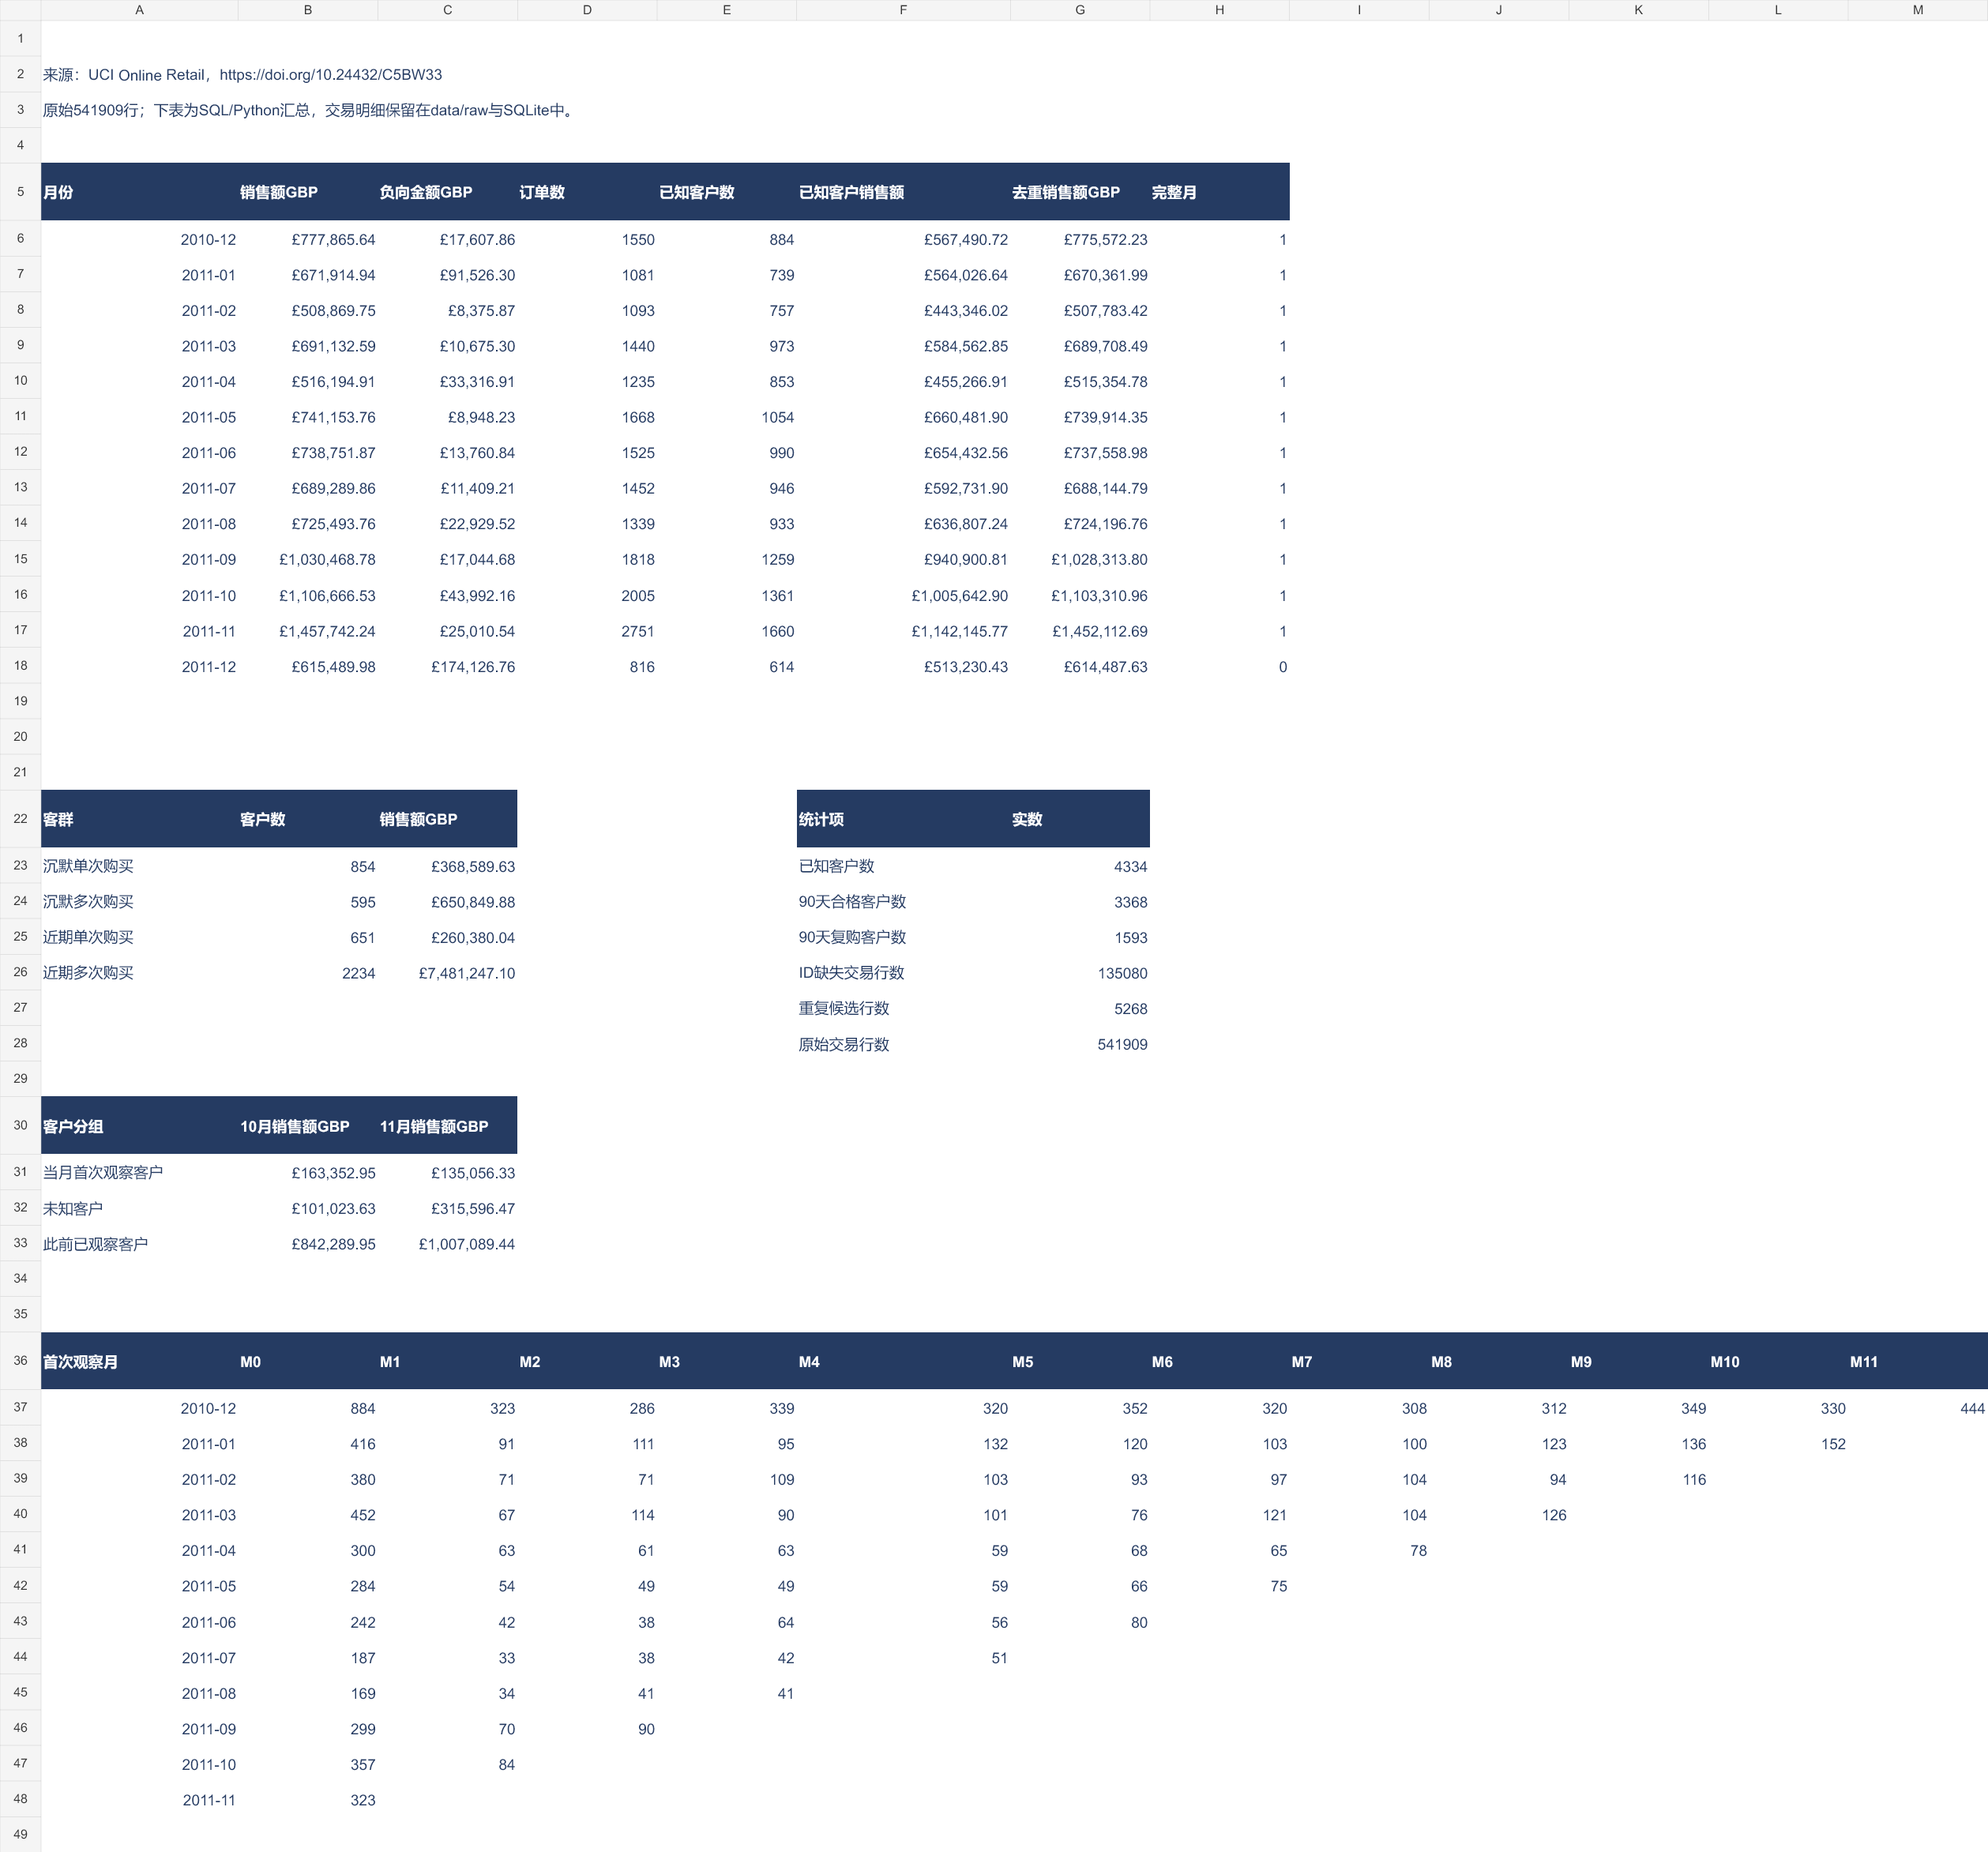 A B C D E F G H I J K L M
1
2 来源：UCI Online Retail，https://doi.org/10.24432/C5BW33
3 原始541909行；下表为SQL/Python汇总，交易明细保留在data/raw与SQLite中。
4
5 月份 销售额GBP 负向金额GBP 订单数 已知客户数 已知客户销售额 去重销售额GBP 完整月
6 2010-12 £777,865.64 £17,607.86 1550 884 £567,490.72 £775,572.23 1
7 2011-01 £671,914.94 £91,526.30 1081 739 £564,026.64 £670,361.99 1
8 2011-02 £508,869.75 £8,375.87 1093 757 £443,346.02 £507,783.42 1
9 2011-03 £691,132.59 £10,675.30 1440 973 £584,562.85 £689,708.49 1
10 2011-04 £516,194.91 £33,316.91 1235 853 £455,266.91 £515,354.78 1
11 2011-05 £741,153.76 £8,948.23 1668 1054 £660,481.90 £739,914.35 1
12 2011-06 £738,751.87 £13,760.84 1525 990 £654,432.56 £737,558.98 1
13 2011-07 £689,289.86 £11,409.21 1452 946 £592,731.90 £688,144.79 1
14 2011-08 £725,493.76 £22,929.52 1339 933 £636,807.24 £724,196.76 1
15 2011-09 £1,030,468.78 £17,044.68 1818 1259 £940,900.81 £1,028,313.80 1
16 2011-10 £1,106,666.53 £43,992.16 2005 1361 £1,005,642.90 £1,103,310.96 1
17 2011-11 £1,457,742.24 £25,010.54 2751 1660 £1,142,145.77 £1,452,112.69 1
18 2011-12 £615,489.98 £174,126.76 816 614 £513,230.43 £614,487.63 0
19
20
21
22 客群 客户数 销售额GBP 统计项 实数
23 沉默单次购买 854 £368,589.63 已知客户数 4334
24 沉默多次购买 595 £650,849.88 90天合格客户数 3368
25 近期单次购买 651 £260,380.04 90天复购客户数 1593
26 近期多次购买 2234 £7,481,247.10 ID缺失交易行数 135080
27 重复候选行数 5268
28 原始交易行数 541909
29
30 客户分组 10月销售额GBP 11月销售额GBP
31 当月首次观察客户 £163,352.95 £135,056.33
32 未知客户 £101,023.63 £315,596.47
33 此前已观察客户 £842,289.95 £1,007,089.44
34
35
36 首次观察月 M0 M1 M2 M3 M4 M5 M6 M7 M8 M9 M10 M11
37 2010-12 884 323 286 339 320 352 320 308 312 349 330 444
38 2011-01 416 91 111 95 132 120 103 100 123 136 152
39 2011-02 380 71 71 109 103 93 97 104 94 116
40 2011-03 452 67 114 90 101 76 121 104 126
41 2011-04 300 63 61 63 59 68 65 78
42 2011-05 284 54 49 49 59 66 75
43 2011-06 242 42 38 64 56 80
44 2011-07 187 33 38 42 51
45 2011-08 169 34 41 41
46 2011-09 299 70 90
47 2011-10 357 84
48 2011-11 323
49